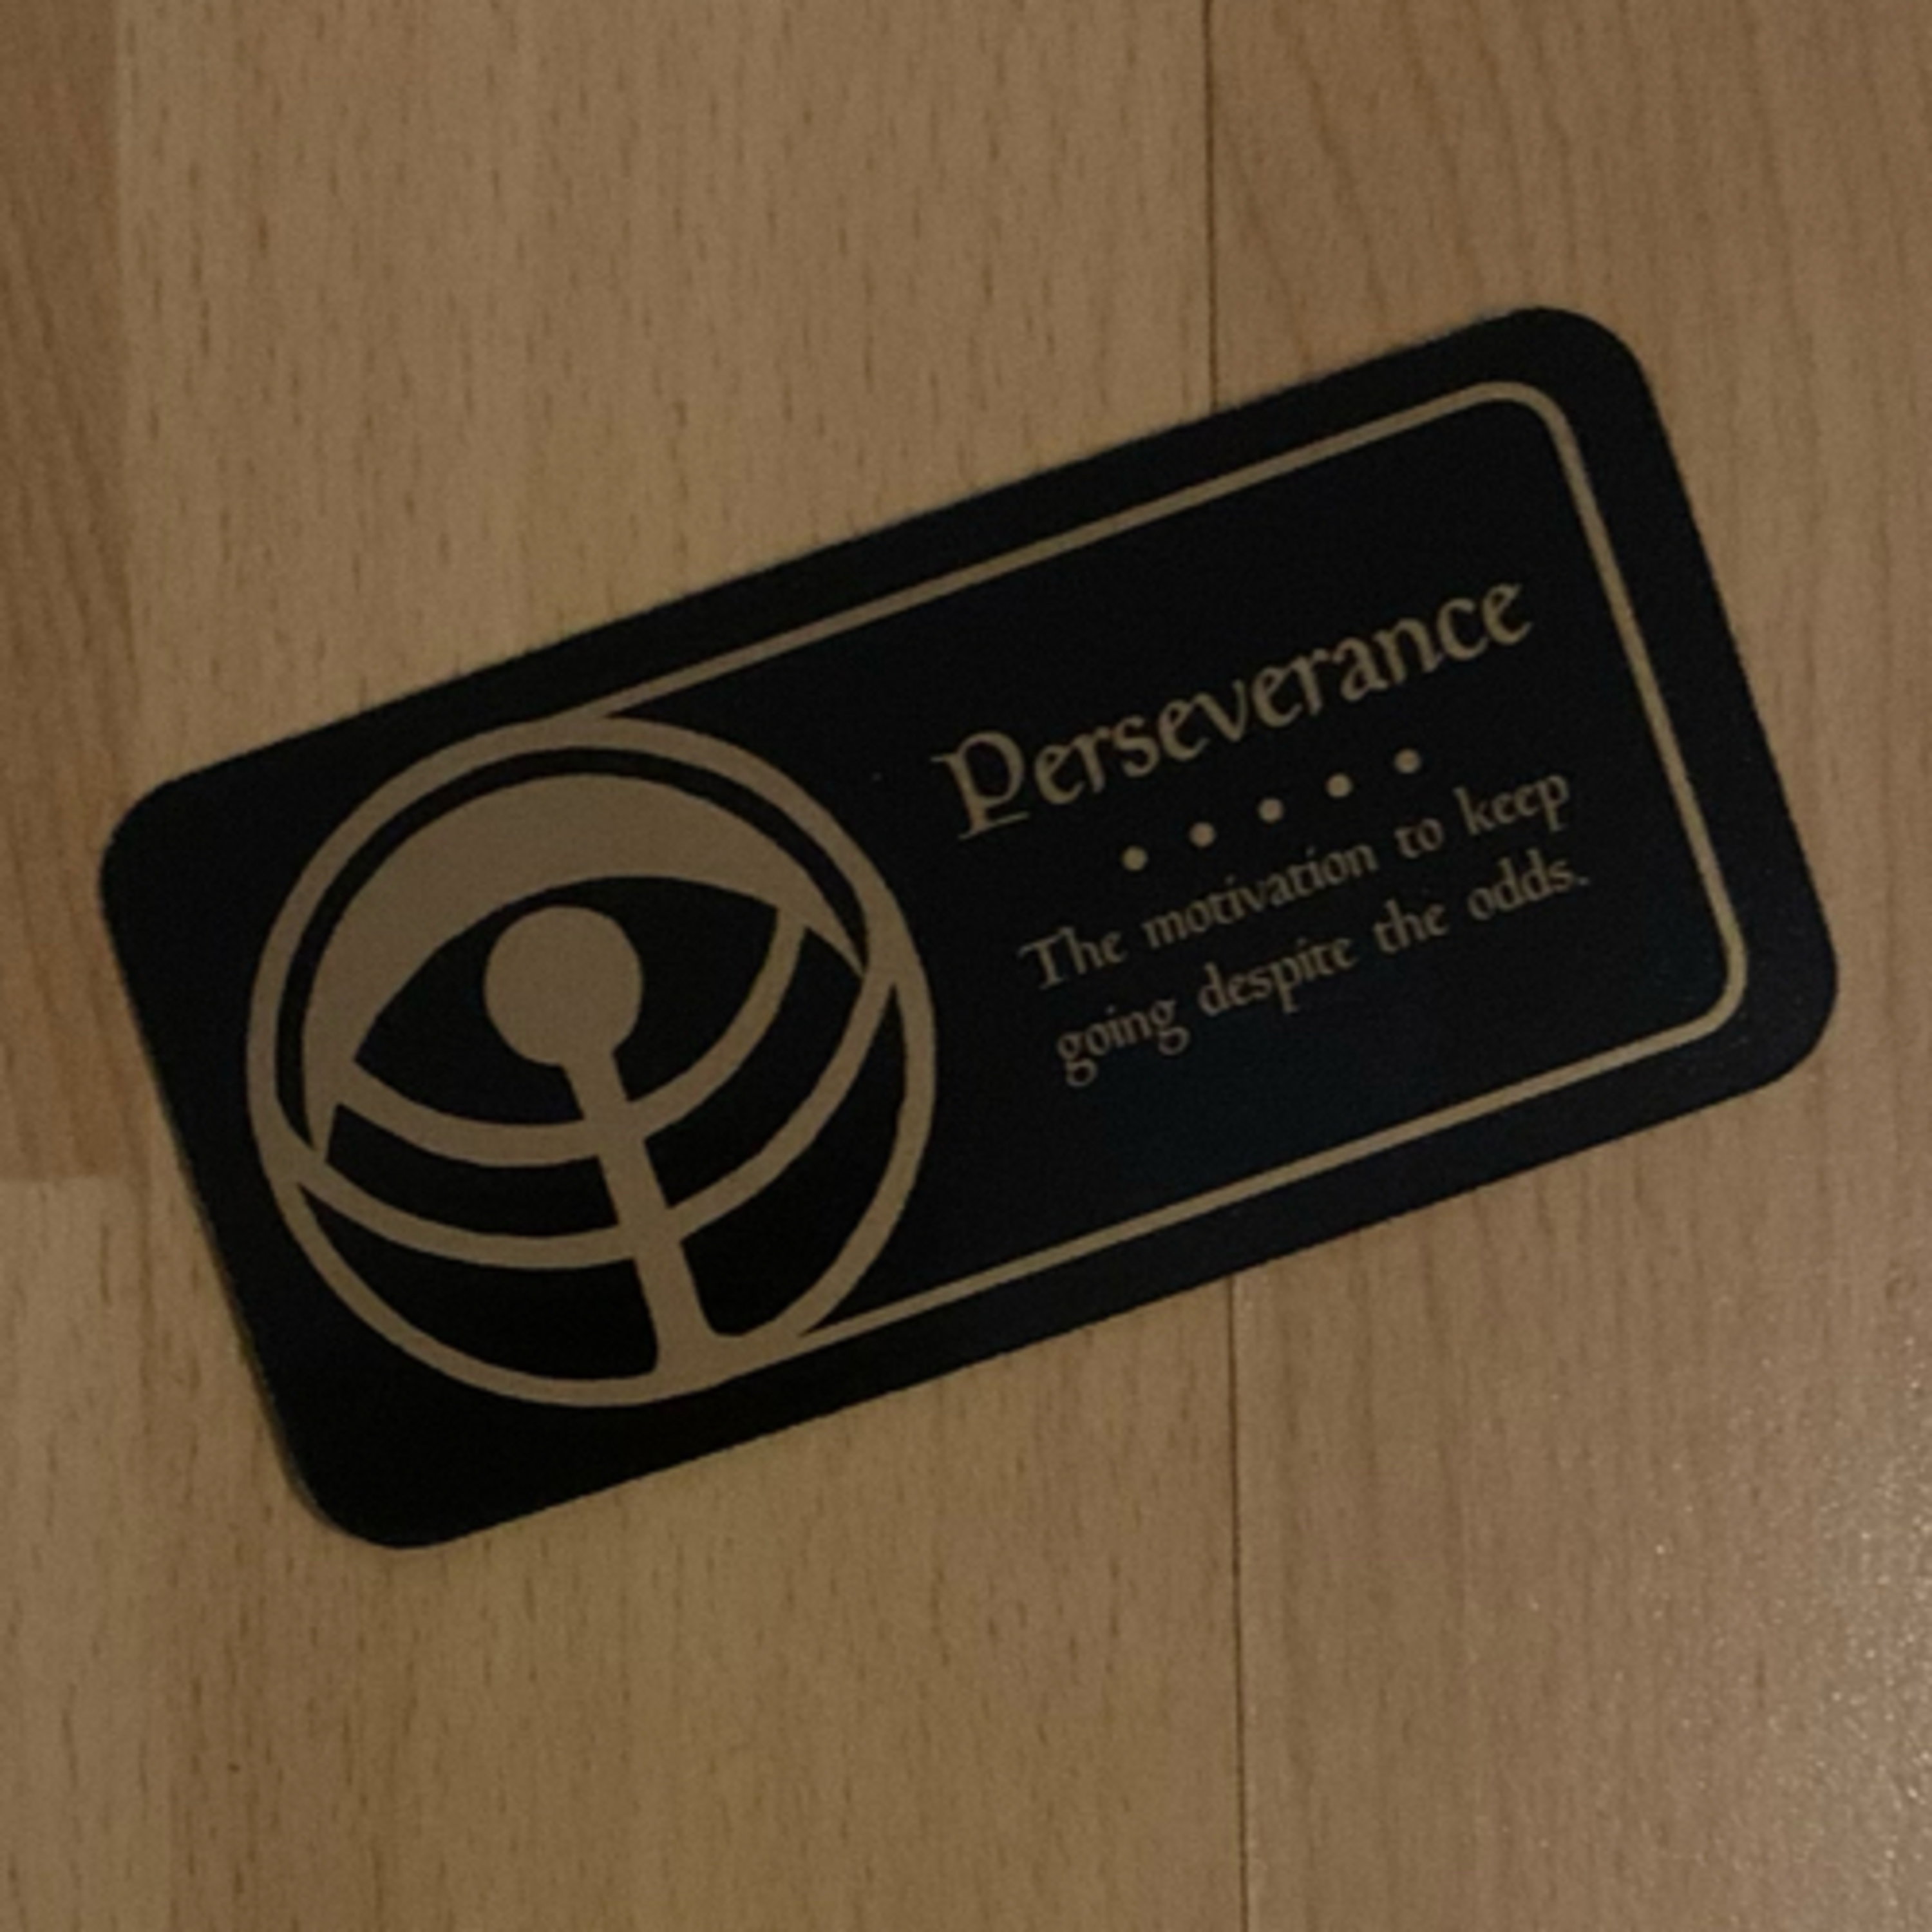 Perseverance
The motivation to keep
going despite the odds.